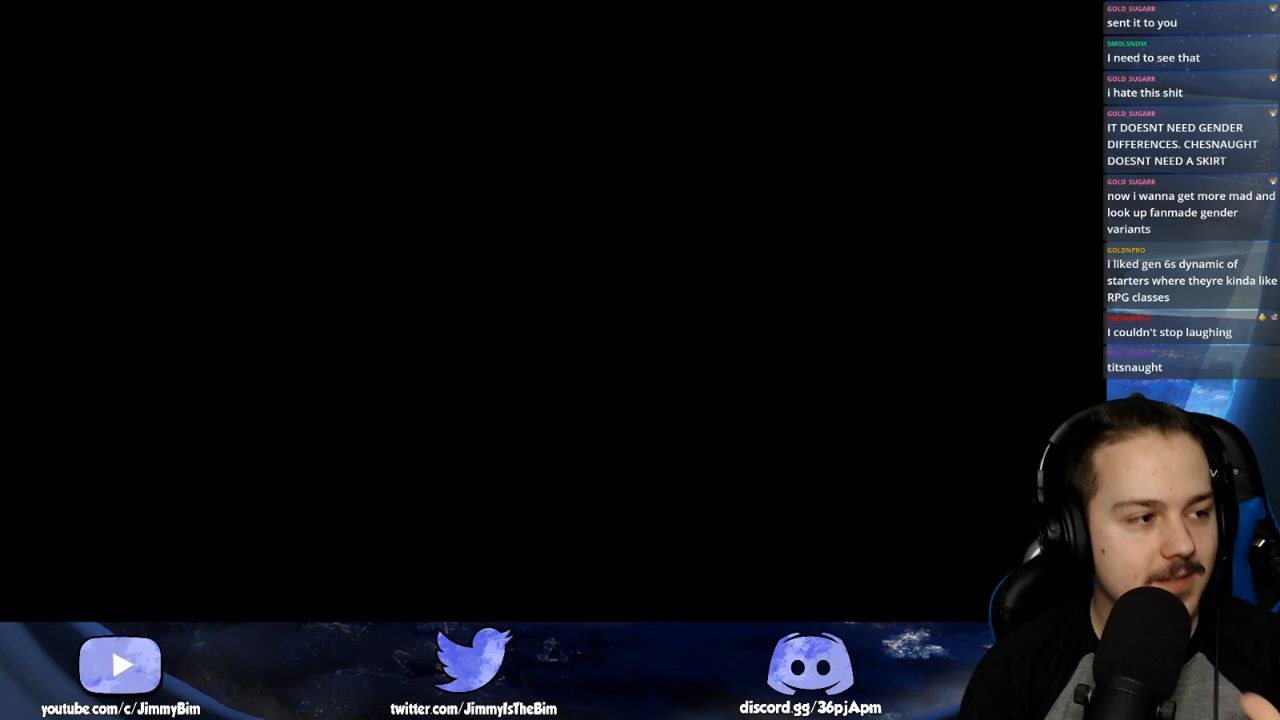 GOLD_SUGARR
sent it to you
SMOLSNOM
I need to see that
GOLD_SUGARR
i hate this shit
GOLD_SUGARR
IT DOESNT NEED GENDER
DIFFERENCES. CHESNAUGHT
DOESNT NEED A SKIRT
GOLD_SUGARR
now i wanna get more mad and
look up fanmade gender
variants
GOLDNPRO
i liked gen 6s dynamic of
starters where theyre kinda like
RPG classes
I couldn't stop laughing
titsnaught
youtube.com/c/JimmyBim
twitter.com/JimmyIsTheBim
discord.gg/36pjApm